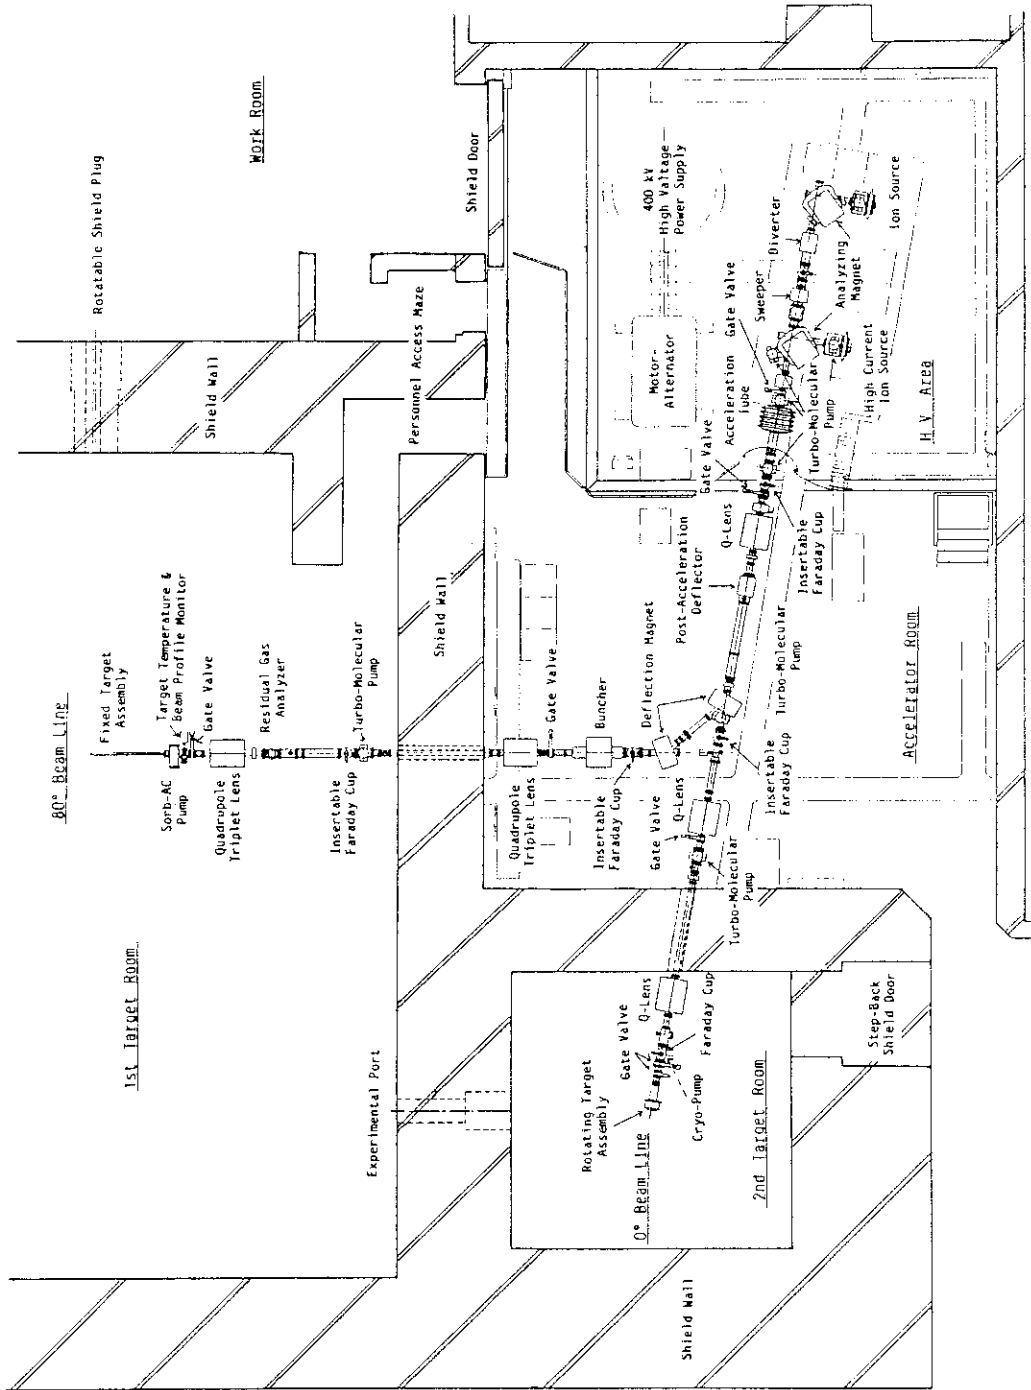 80° Beam Line
Fixed Target
Assembly
Target Temperature &
Beam Profile Monitor
Gate Valve
Sorb-AC
Pump
Quadrupole
Triplet Lens
Residual Gas
Analyzer
Insertable
Faraday Cup
Turbo-Molecular
Pump
1st Target Room
Rotatable Shield Plug
Work Room
Shield Wall
Personnel Access Maze
Shield Door
Shield Wall
Experimental Port
Quadrupole
Triplet Lens
Gate Valve
Buncher
Insertable
Faraday Cup
Deflection Magnet
Gate Valve
Q-Lens
Post-Acceleration
Deflector
Q-Lens
Gate Valve
Acceleration
Tube
Gate Valve
Sweeper
Diverter
Motor-
Alternator
400 kV
High Valtage
Power Supply
Ion Source
Analyzing
Magnet
High Current
Ion Source
Turbo-Molecular
Pump
H.V. Area
Insertable
Faraday Cup
Turbo-Molecular
Pump
Insertable
Faraday Cup
Accelerator Room
Turbo-Molecular
Pump
Q-Lens
Faraday Cup
Gate Valve
Cryo-Pump
Rotating Target
Assembly
0° Beam Line
2nd Target Room
Step-Back
Shield Door
Shield Wall